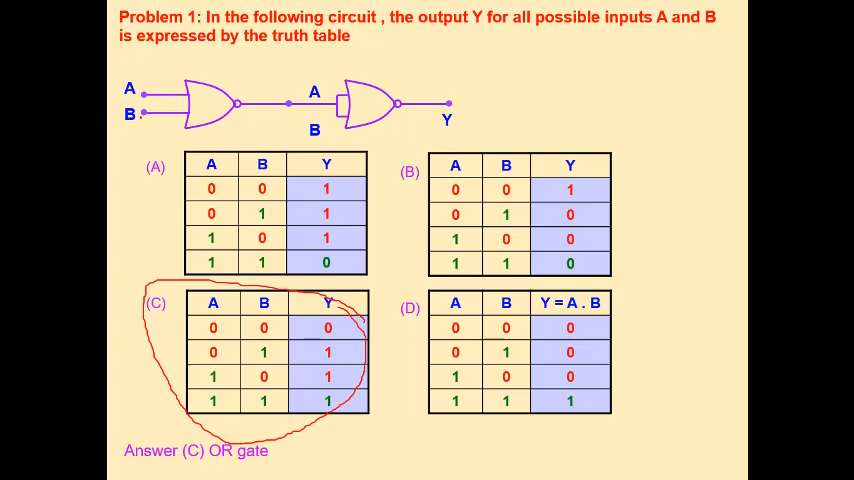 Problem 1: In the following circuit , the output Y for all possible inputs A and B
is expressed by the truth table
A
B
A
B
Y
(A)
A B Y
0 0 1
0 1 1
1 0 1
1 1 0
(B)
A B Y
0 0 1
0 1 0
1 0 0
1 1 0
(C)
A B Y
0 0 0
0 1 1
1 0 1
1 1 1
(D)
A B Y = A . B
0 0 0
0 1 0
1 0 0
1 1 1
Answer (C) OR gate